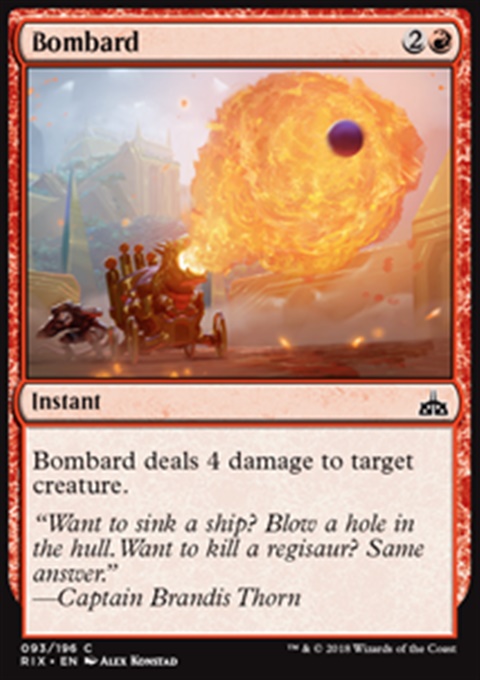 Bombard 2
Instant
Bombard deals 4 damage to target
creature.
“Want to sink a ship? Blow a hole in
the hull. Want to kill a regisaur? Same
answer.”
—Captain Brandis Thorn
093/196 C
RIX • EN Alex Konstad
™ & © 2018 Wizards of the Coast